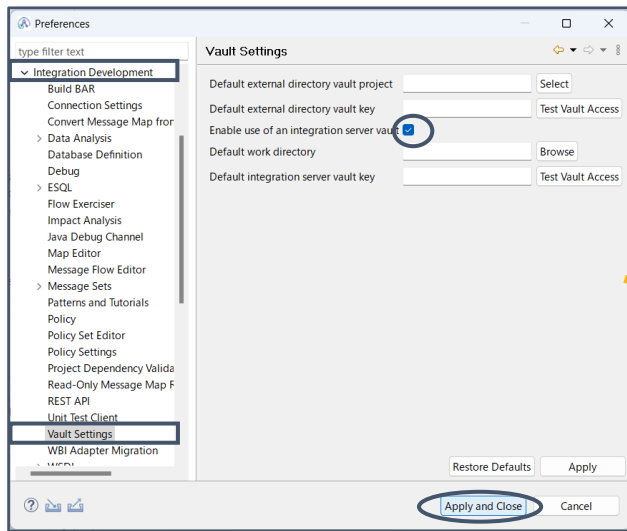 Preferences
type filter text
Vault Settings
Integration Development
Build BAR
Connection Settings
Convert Message Map fror
Data Analysis
Database Definition
Debug
ESQL
Flow Exerciser
Impact Analysis
Java Debug Channel
Map Editor
Message Flow Editor
Message Sets
Patterns and Tutorials
Policy
Policy Set Editor
Policy Settings
Project Dependency Valida
Read-Only Message Map R
REST API
Unit Test Client
Vault Settings
WBI Adapter Migration
Default external directory vault project Select
Default external directory vault key Test Vault Access
Enable use of an integration server vault
Default work directory Browse
Default integration server vault key Test Vault Access
Restore Defaults Apply
Apply and Close Cancel